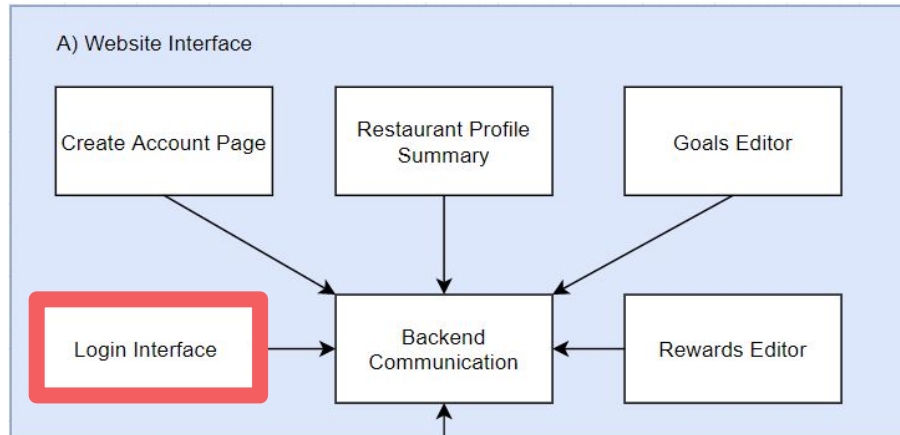 A) Website Interface
Create Account Page
Restaurant Profile
Summary
Goals Editor
Login Interface
Backend
Communication
Rewards Editor